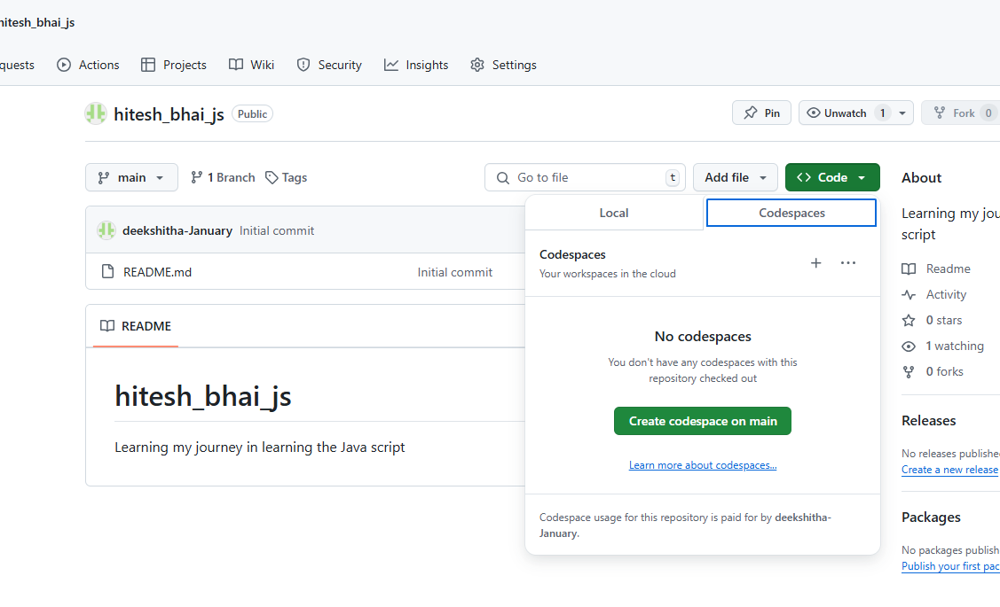 hitesh_bhai_js
quests Actions Projects Wiki Security Insights Settings
hitesh_bhai_js Public Pin Unwatch 1 Fork 0
main 1 Branch Tags Go to file t Add file Code
Local Codespaces
deekshitha-January Initial commit
README.md Initial commit
README
hitesh_bhai_js
Learning my journey in learning the Java script
Codespaces
Your workspaces in the cloud
No codespaces
You don't have any codespaces with this
repository checked out
Create codespace on main
Learn more about codespaces...
Codespace usage for this repository is paid for by deekshitha-
January.
About
Learning my jou
script
Readme
Activity
0 stars
1 watching
0 forks
Releases
No releases published
Create a new release
Packages
No packages publish
Publish your first pac